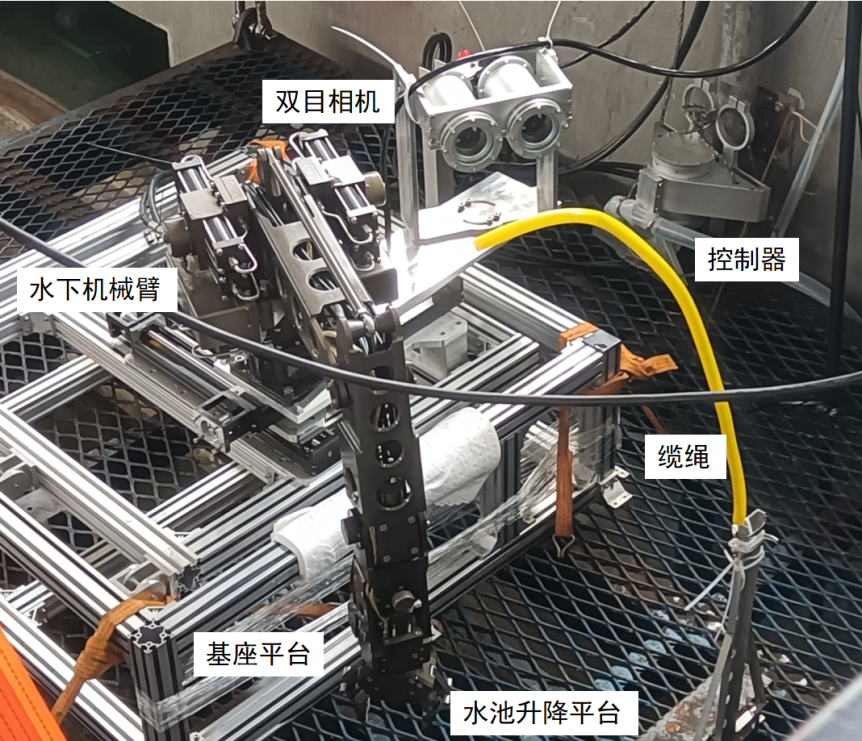 双目相机
控制器
水下机械臂
缆绳
基座平台
水池升降平台